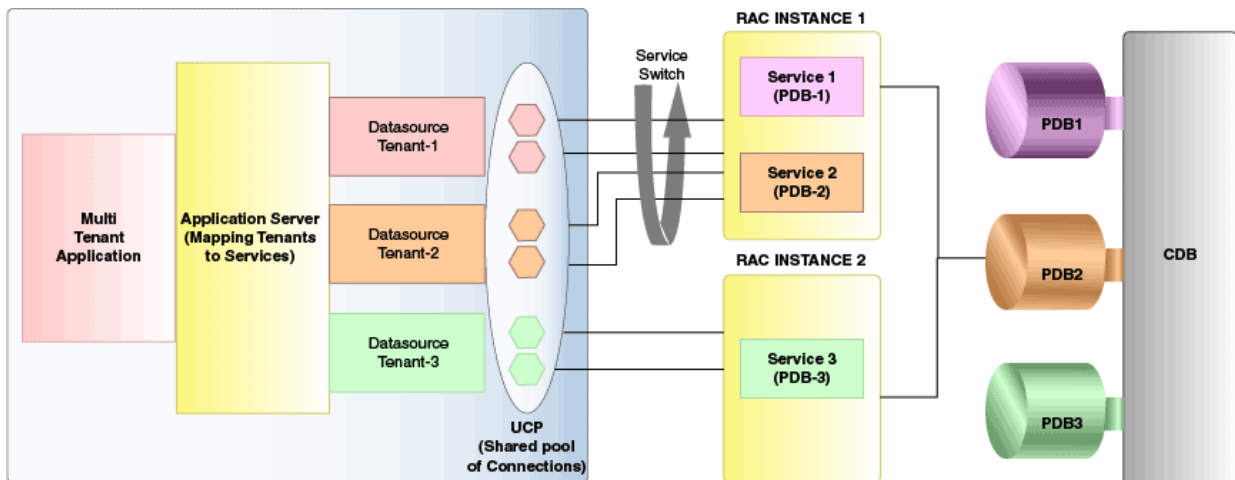 Multi
Tenant
Application
Application Server
(Mapping Tenants
to Services)
Datasource
Tenant-1
Datasource
Tenant-2
Datasource
Tenant-3
UCP
(Shared pool
of Connections)
Service
Switch
RAC INSTANCE 1
Service 1
(PDB-1)
Service 2
(PDB-2)
RAC INSTANCE 2
Service 3
(PDB-3)
PDB1
PDB2
PDB3
CDB